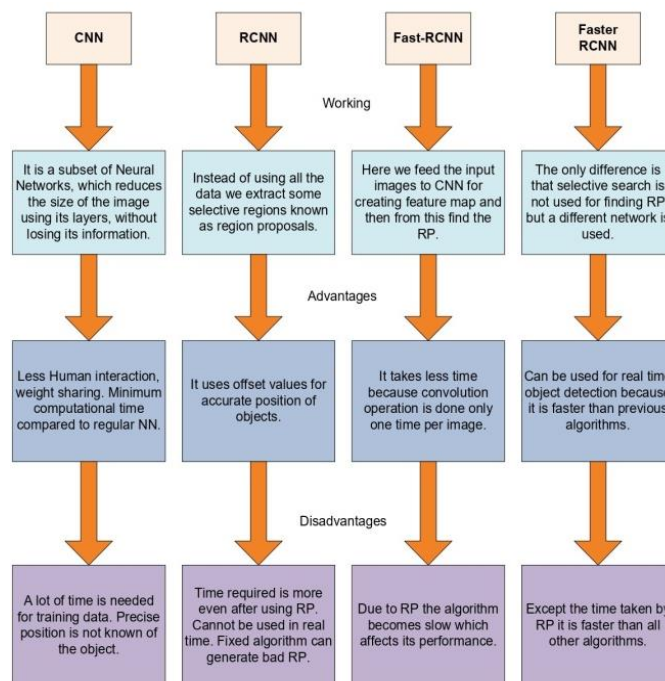 CNN
RCNN
Fast-RCNN
Faster
RCNN
Working
It is a subset of Neural
Networks, which reduces
the size of the image
using its layers, without
losing its information.
Instead of using all the
data we extract some
selective regions known
as region proposals.
Here we feed the input
images to CNN for
creating feature map and
then from this find the
RP.
The only difference is
that selective search is
not used for finding RP
but a different network is
used.
Advantages
Less Human interaction,
weight sharing. Minimum
computational time
compared to regular NN.
It uses offset values for
accurate position of
objects.
It takes less time
because convolution
operation is done only
one time per image.
Can be used for real time
object detection because
it is faster than previous
algorithms.
Disadvantages
A lot of time is needed
for training data. Precise
position is not known of
the object.
Time required is more
even after using RP.
Cannot be used in real
time. Fixed algorithm can
generate bad RP.
Due to RP the algorithm
becomes slow which
affects its performance.
Except the time taken by
RP it is faster than all
other algorithms.